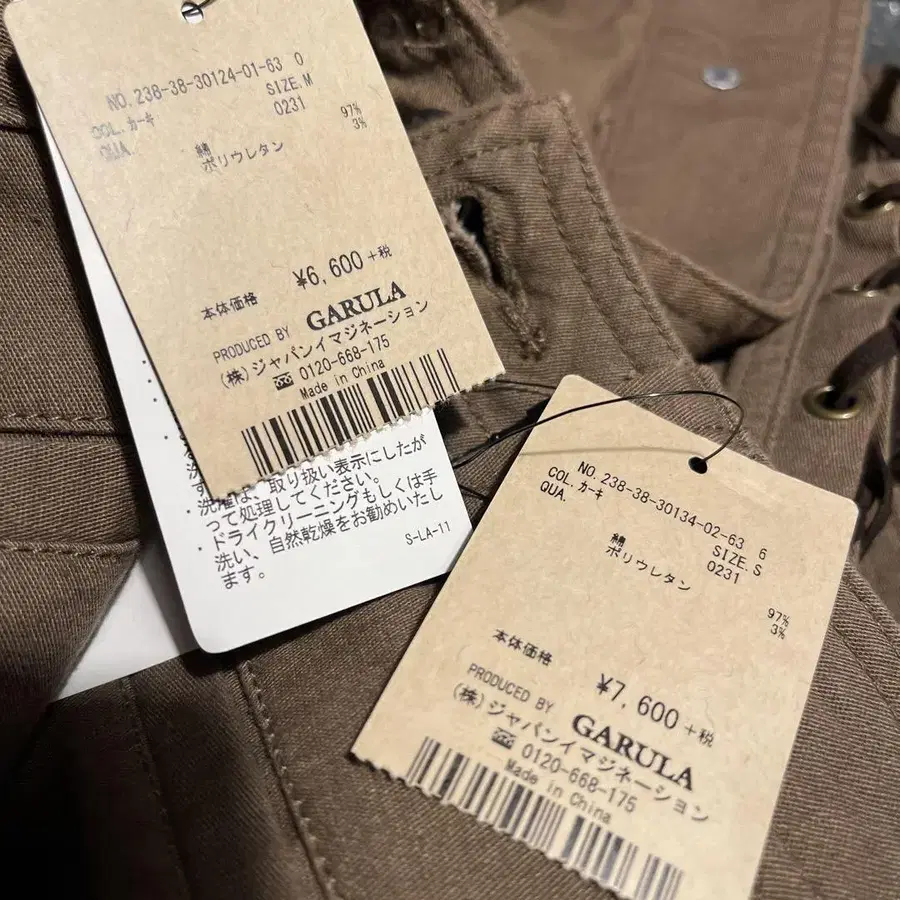 NO. 238-38-30124-01-63 0
COL. カーキ SIZE. M
QUA. 0231
綿 97%
ポリウレタン 3%
本体価格 ¥6,600+税
PRODUCED BY GARULA
(株)ジャパンイマジネーション
0120-668-175
Made in China
洗濯は、取り扱い表示にしたが
って処理してください。
ドライクリーニングもしくは手
洗い、自然乾燥をお勧めいたし
ます。
S-LA-11
NO. 238-38-30134-02-63 6
COL. カーキ SIZE. S
QUA. 0231
綿 97%
ポリウレタン 3%
本体価格 ¥7,600+税
PRODUCED BY GARULA
(株)ジャパンイマジネーション
0120-668-175
Made in China